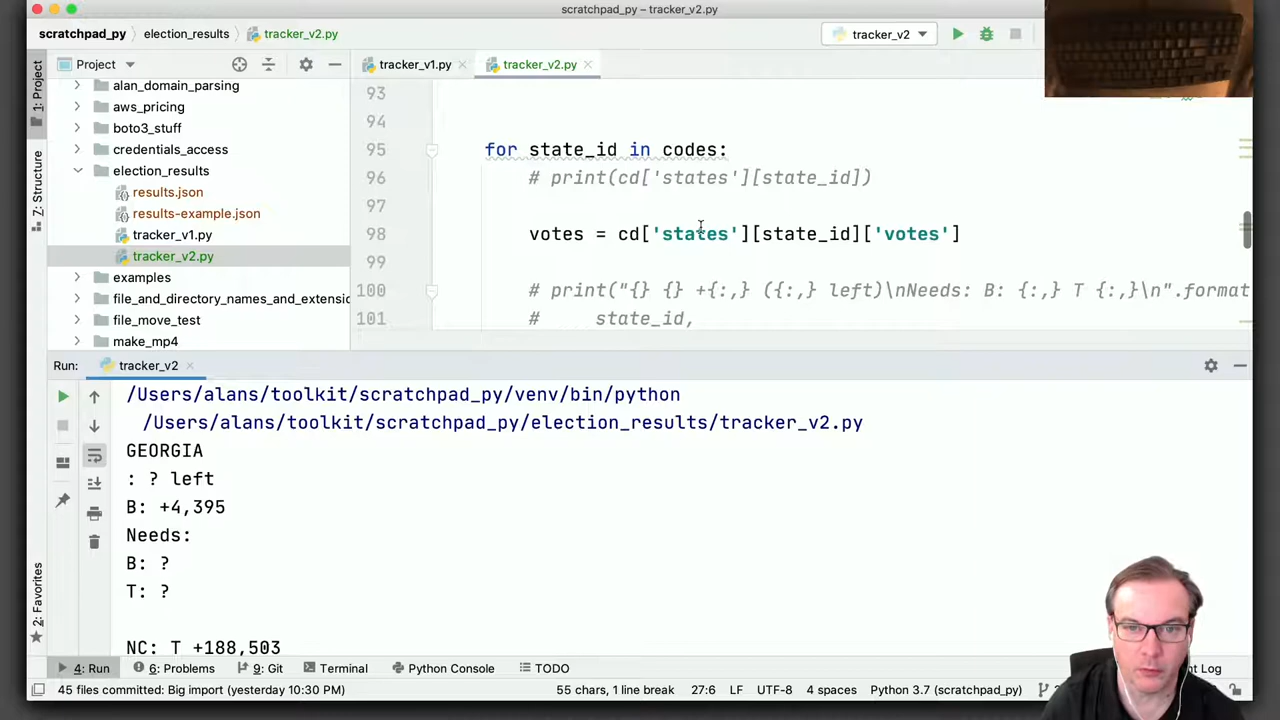 scratchpad_py – tracker_v2.py
scratchpad_py
election_results
tracker_v2.py
tracker_v2
1: Project
Project
tracker_v1.py
tracker_v2.py
alan_domain_parsing
aws_pricing
boto3_stuff
credentials_access
election_results
results.json
results-example.json
tracker_v1.py
tracker_v2.py
examples
file_and_directory_names_and_extensio
file_move_test
make_mp4
Z: Structure
2: Favorites
93
94
95 for state_id in codes:
96 # print(cd['states'][state_id])
97
98 votes = cd['states'][state_id]['votes']
99
100 # print("{} {} +{:,} ({:,} left)\nNeeds: B: {:,} T {:,}\n".format
101 # state_id,
Run: tracker_v2
/Users/alans/toolkit/scratchpad_py/venv/bin/python
/Users/alans/toolkit/scratchpad_py/election_results/tracker_v2.py
GEORGIA
: ? left
B: +4,395
Needs:
B: ?
T: ?
NC: T +188,503
4: Run
6: Problems
9: Git
Terminal
Python Console
TODO
nt Log
45 files committed: Big import (yesterday 10:30 PM)
55 chars, 1 line break
27:6
LF
UTF-8
4 spaces
Python 3.7 (scratchpad_py)